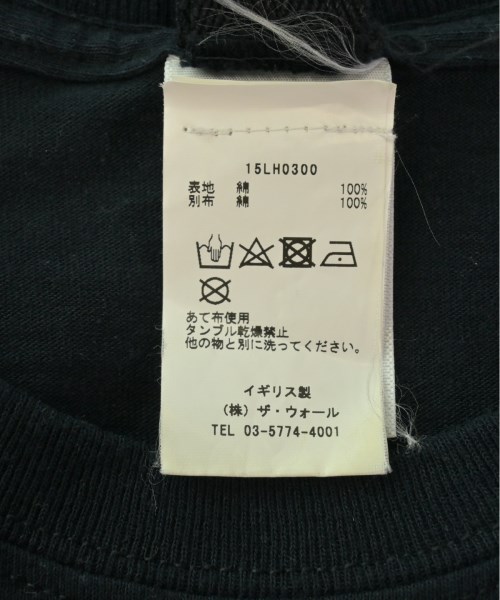 15LH0300
表地 綿 100%
別布 綿 100%
あて布使用
タンブル乾燥禁止
他の物と別に洗ってください。
イギリス製
(株) ザ・ウォール
TEL 03-5774-4001